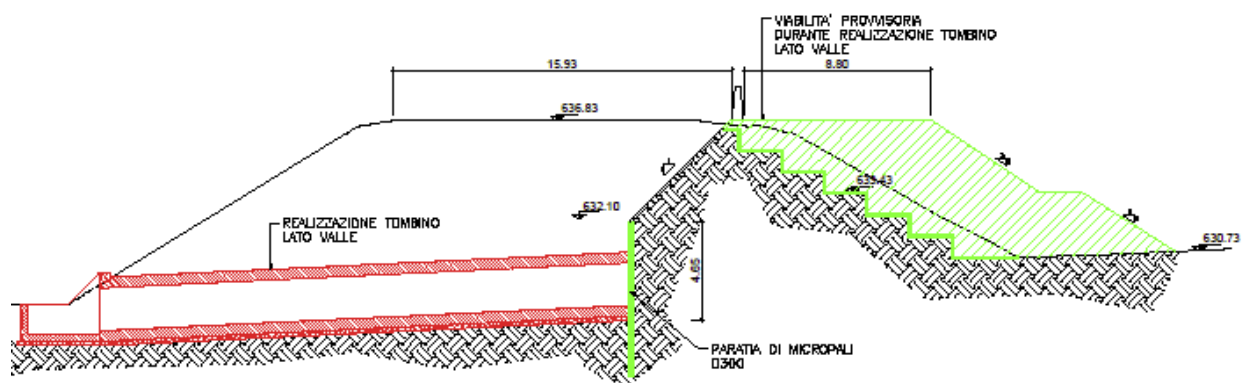 VIABILITA' PROVVISORIA
DURANTE REALIZZAZIONE TOMBINO
LATO VALLE
15.93
8.80
636.83
632.10
REALIZZAZIONE TOMBINO
LATO VALLE
630.73
4.65
PARATIA DI MICROPALI